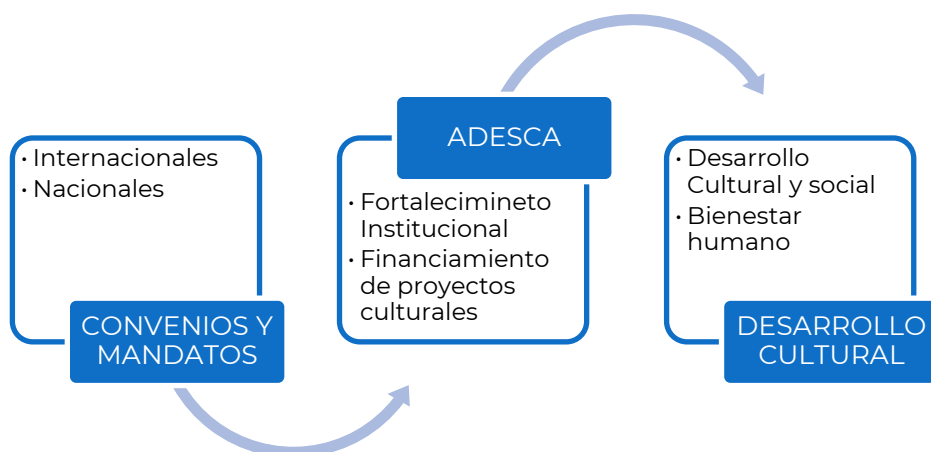 · Internacionales
· Nacionales
CONVENIOS Y
MANDATOS
ADESCA
· Fortalecimineto
Institucional
· Financiamiento
de proyectos
culturales
· Desarrollo
Cultural y social
· Bienestar
humano
DESARROLLO
CULTURAL